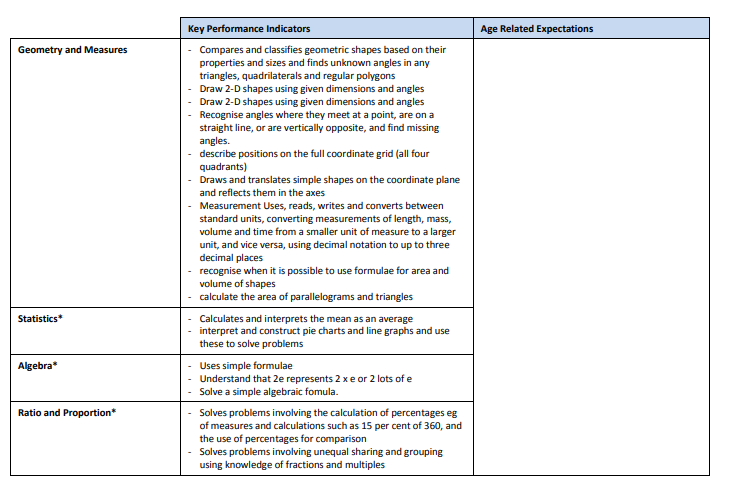 Key Performance Indicators
Age Related Expectations
Geometry and Measures
- Compares and classifies geometric shapes based on their
properties and sizes and finds unknown angles in any
triangles, quadrilaterals and regular polygons
- Draw 2-D shapes using given dimensions and angles
- Draw 2-D shapes using given dimensions and angles
- Recognise angles where they meet at a point, are on a
straight line, or are vertically opposite, and find missing
angles.
- describe positions on the full coordinate grid (all four
quadrants)
- Draws and translates simple shapes on the coordinate plane
and reflects them in the axes
- Measurement Uses, reads, writes and converts between
standard units, converting measurements of length, mass,
volume and time from a smaller unit of measure to a larger
unit, and vice versa, using decimal notation to up to three
decimal places
- recognise when it is possible to use formulae for area and
volume of shapes
- calculate the area of parallelograms and triangles
Statistics*
- Calculates and interprets the mean as an average
- interpret and construct pie charts and line graphs and use
these to solve problems
Algebra*
- Uses simple formulae
- Understand that 2e represents 2 x e or 2 lots of e
- Solve a simple algebraic fomula.
Ratio and Proportion*
- Solves problems involving the calculation of percentages eg
of measures and calculations such as 15 per cent of 360, and
the use of percentages for comparison
- Solves problems involving unequal sharing and grouping
using knowledge of fractions and multiples